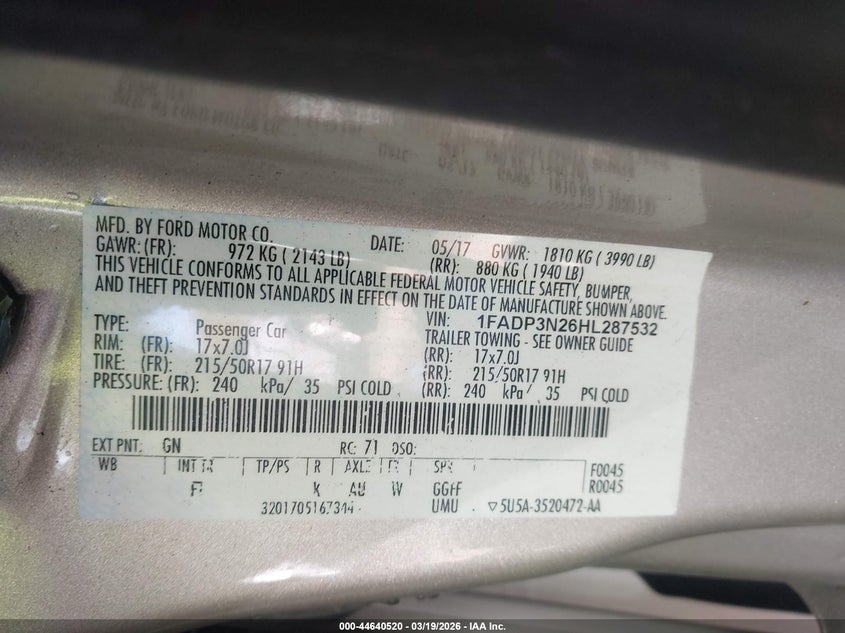 MFD. BY FORD MOTOR CO. DATE: 05/17 GVWR: 1810 KG ( 3990 LB)
GAWR: (FR): 972 KG ( 2143 LB) (RR): 880 KG ( 1940 LB)
THIS VEHICLE CONFORMS TO ALL APPLICABLE FEDERAL MOTOR VEHICLE SAFETY, BUMPER,
AND THEFT PREVENTION STANDARDS IN EFFECT ON THE DATE OF MANUFACTURE SHOWN ABOVE.
VIN: 1FADP3N26HL287532
TYPE: Passenger Car TRAILER TOWING - SEE OWNER GUIDE
RIM: (FR): 17x7.0J (RR): 17x7.0J
TIRE: (FR): 215/50R17 91H (RR): 215/50R17 91H
PRESSURE: (FR): 240 kPa/ 35 PSI COLD (RR): 240 kPa/ 35 PSI COLD
EXT PNT: GN RC: 71 DSO:
WB INT TR TP/PS R AXLE SPR F0045
K AU W GGFF R0045
3201705167344 UMU ▽5U5A-3520472-AA
000-44640520 - 03/19/2026 - IAA Inc.